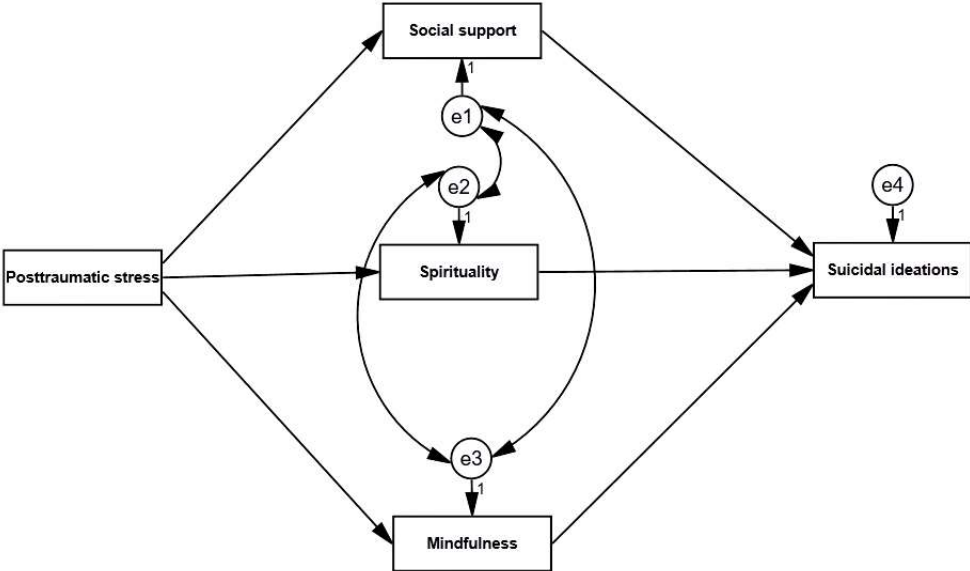 Social support
1
e1
e2
1
e4
1
Posttraumatic stress
Spirituality
Suicidal ideations
e3
1
Mindfulness